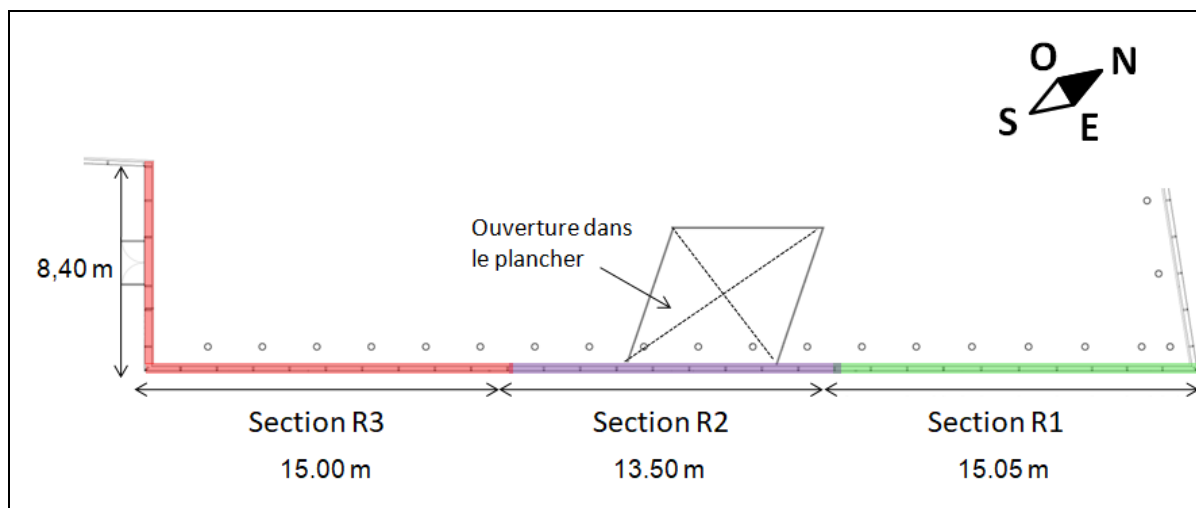 O
N
S
E
Ouverture dans
le plancher
8,40 m
Section R3
Section R2
Section R1
15.00 m
13.50 m
15.05 m